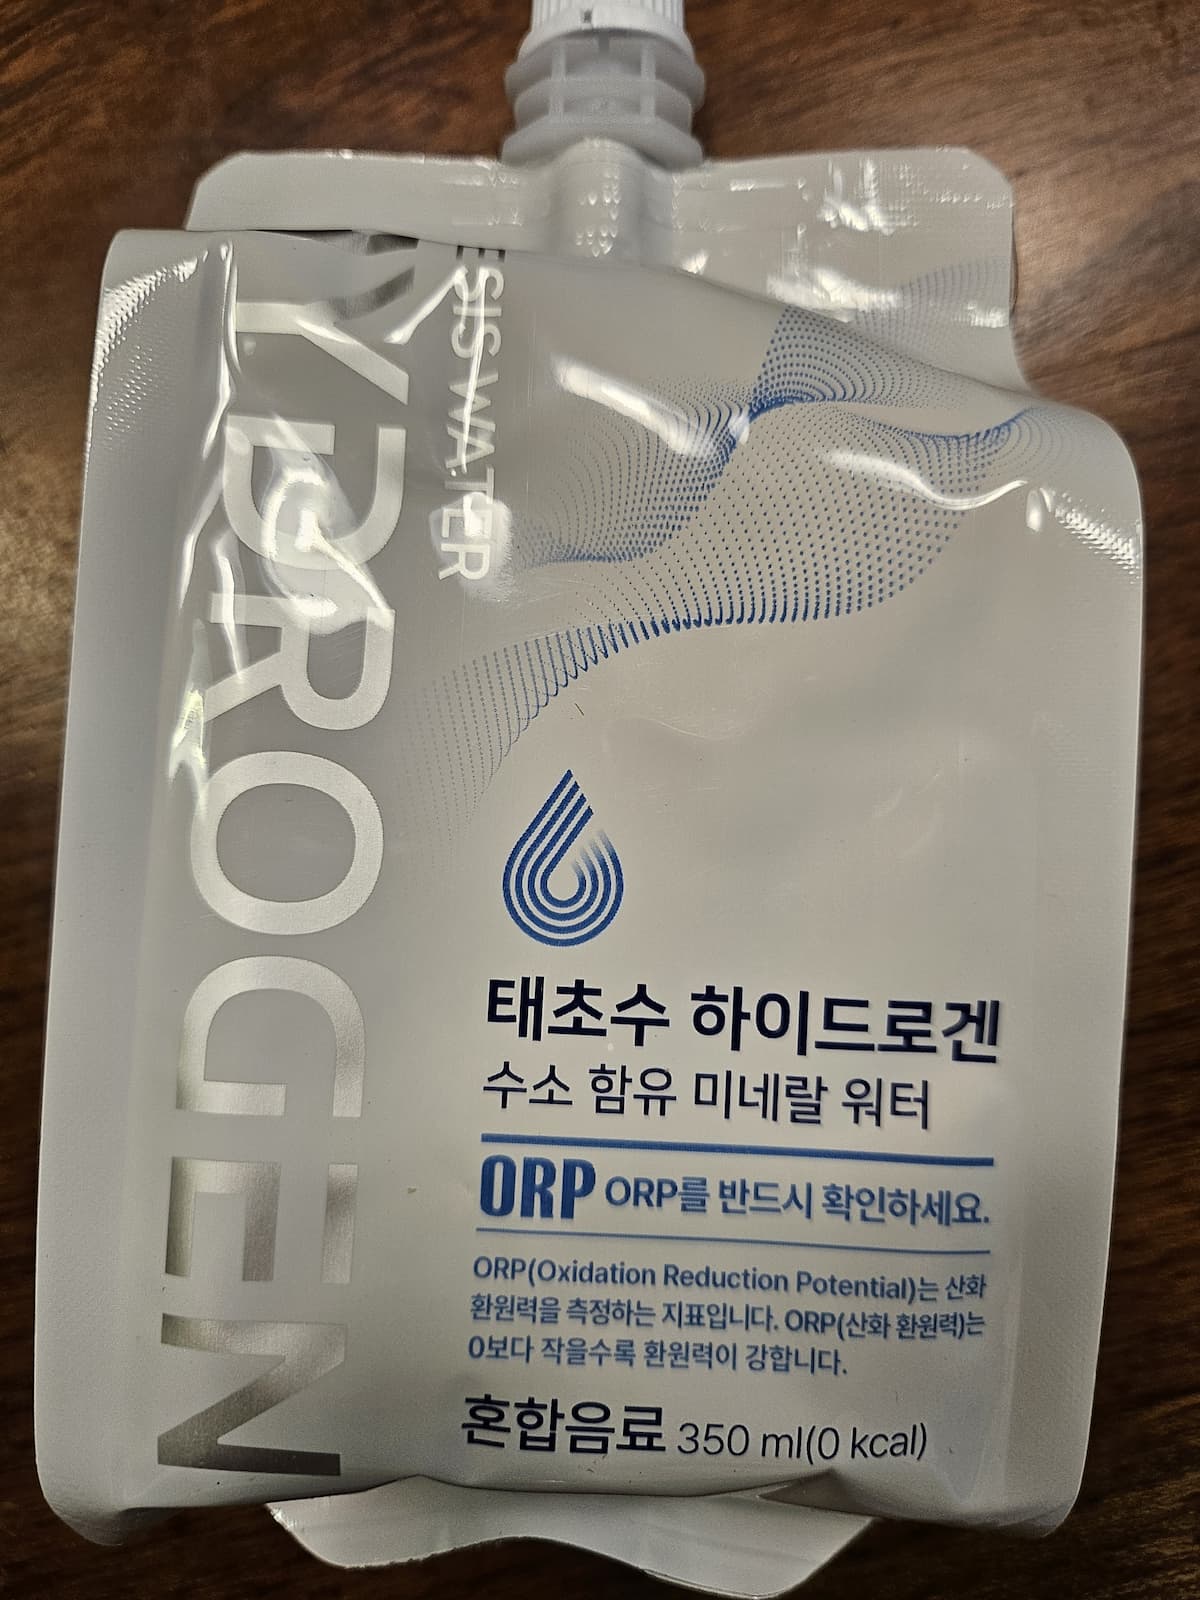 YDROGEN
ESIS WATER
태초수 하이드로겐
수소 함유 미네랄 워터
ORP ORP를 반드시 확인하세요.
ORP(Oxidation Reduction Potential)는 산화
환원력을 측정하는 지표입니다. ORP(산화 환원력)는
0보다 작을수록 환원력이 강합니다.
혼합음료 350 ml(0 kcal)